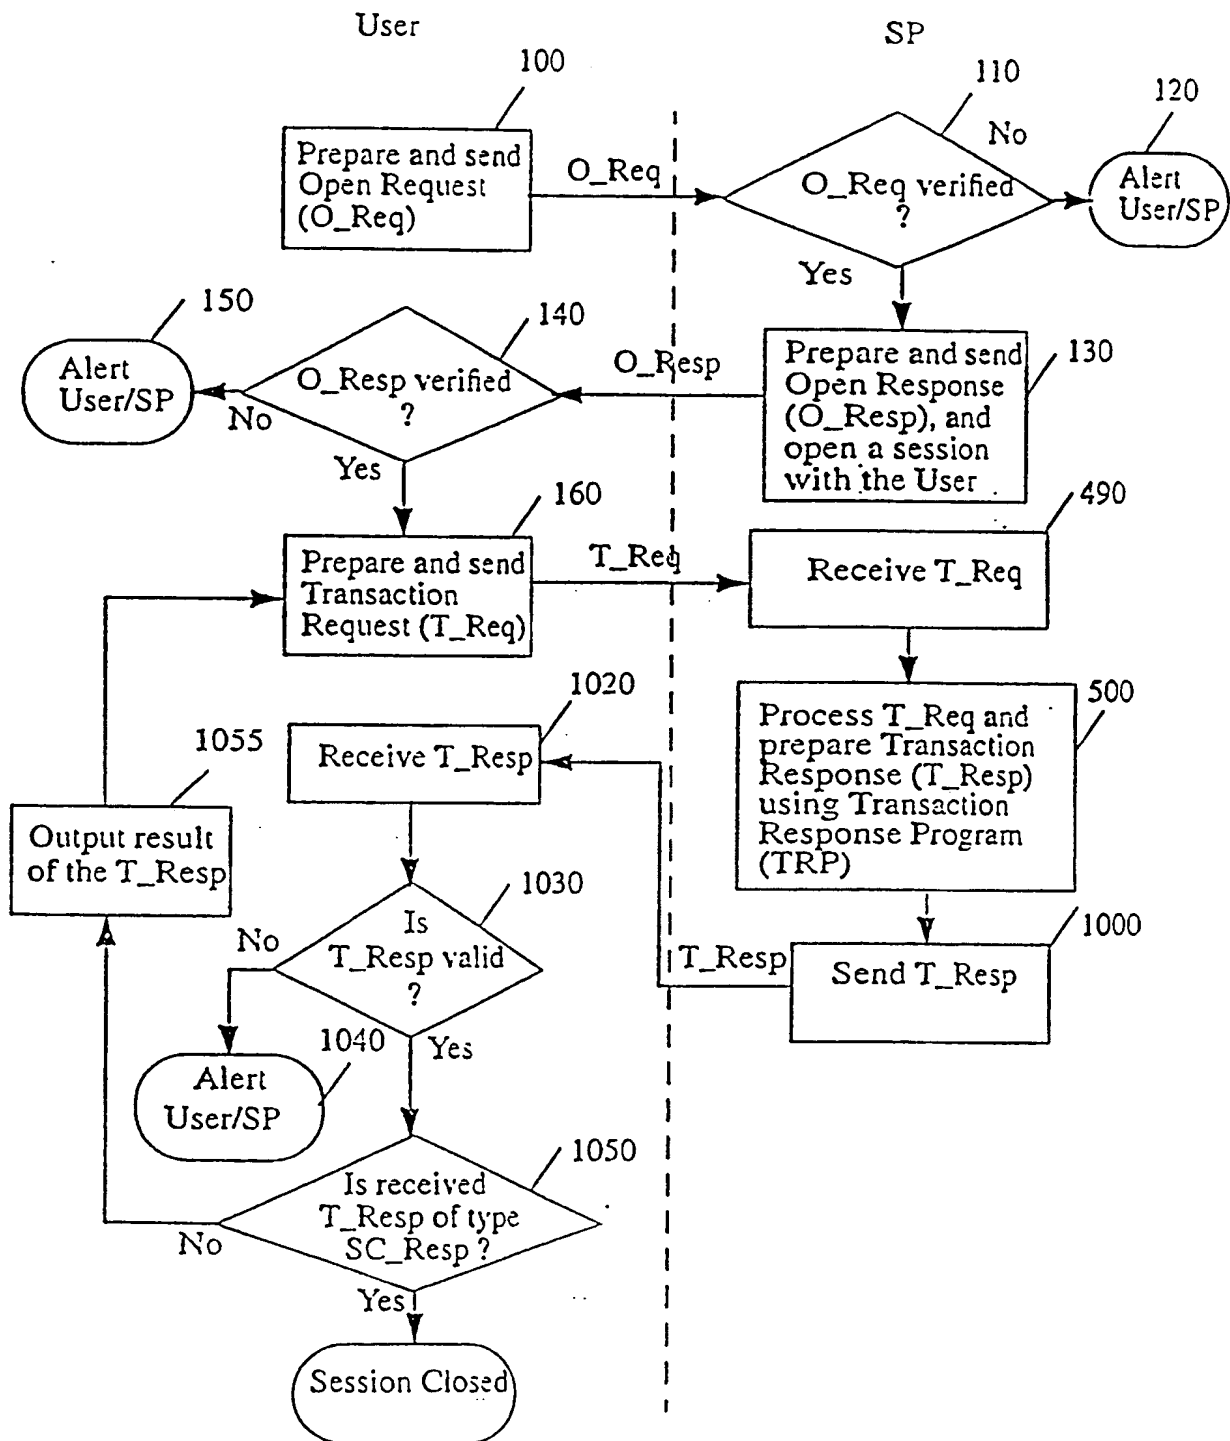 User
SP
100
110
120
Prepare and send
Open Request
(O_Req)
O_Req
O_Req verified
?
No
Alert
User/SP
Yes
150
140
130
Alert
User/SP
No
O_Resp verified
?
O_Resp
Prepare and send
Open Response
(O_Resp), and
open a session
with the User
Yes
160
490
Prepare and send
Transaction
Request (T_Req)
T_Req
Receive T_Req
1020
500
Receive T_Resp
Process T_Req and
prepare Transaction
Response (T_Resp)
using Transaction
Response Program
(TRP)
1055
Output result
of the T_Resp
1030
Is
T_Resp valid
?
No
T_Resp
1000
Send T_Resp
1040
Yes
Alert
User/SP
1050
Is received
T_Resp of type
SC_Resp ?
No
Yes
Session Closed